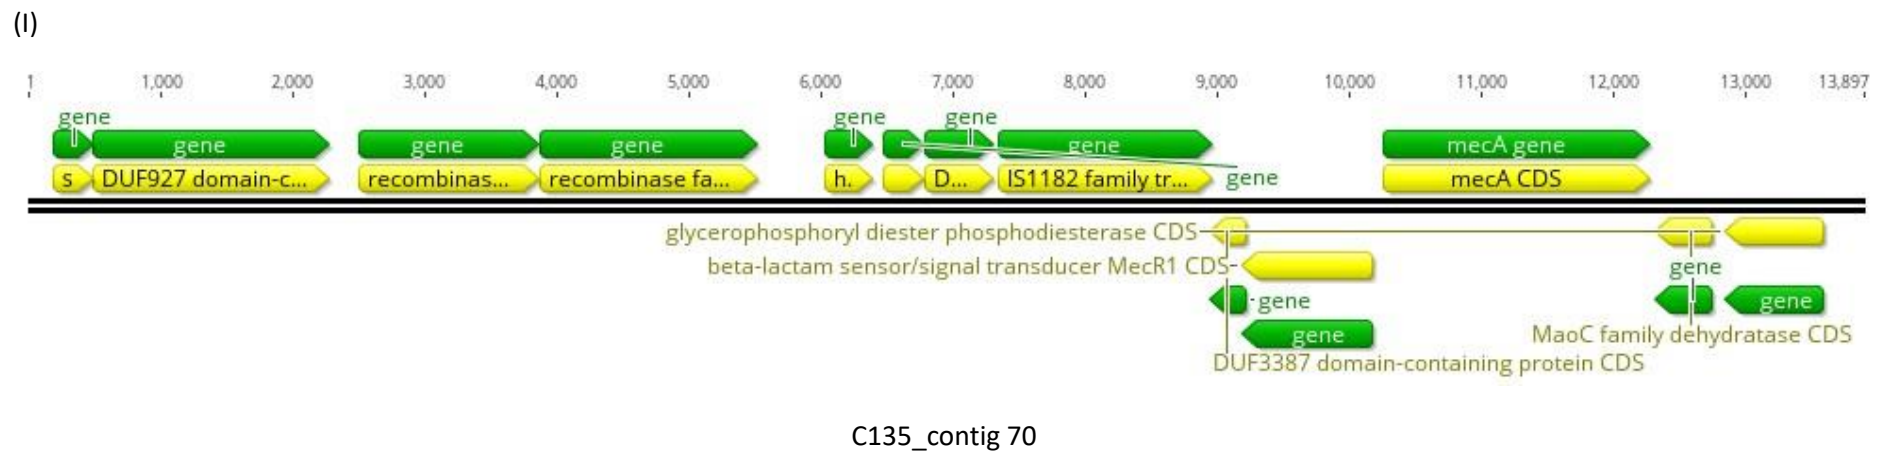 (I)
1 1,000 2,000 3,000 4,000 5,000 6,000 7,000 8,000 9,000 10,000 11,000 12,000 13,000 13,897
gene gene gene
gene gene gene gene mecA gene
s DUF927 domain-c... recombinas... recombinase fa... h. D... IS1182 family tr... gene mecA CDS
glycerophosphoryl diester phosphodiesterase CDS
beta-lactam sensor/signal transducer MecR1 CDS gene
gene gene
gene MaoC family dehydratase CDS
DUF3387 domain-containing protein CDS
C135_contig 70